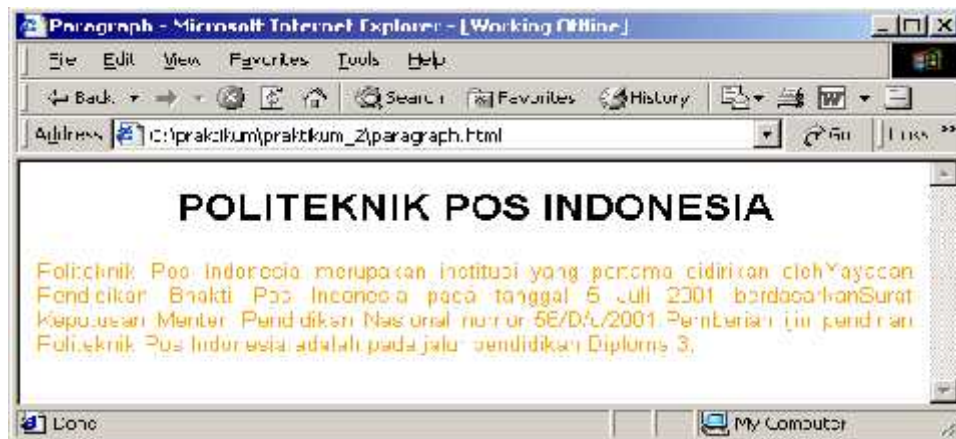 Paragraph - Microsoft Internet Explorer - [Working Offline]
File Edit View Favorites Tools Help
Back Search Favorites History
Address C:\praktikum\praktikum_2\paragraph.html Go Links »
POLITEKNIK POS INDONESIA
Politeknik Pos Indonesia merupakan institusi yang pertama didirikan olehYayasan
Pendidikan Bhakti Pos Indonesia pada tanggal 5 Juli 2001 berdasarkanSurat
Keputusan Menteri Pendidikan Nasional nomor Pemberian ijin pendirian
Politeknik Pos Indonesia adalah pada jalur pendidikan Diploma 3.
Done My Computer